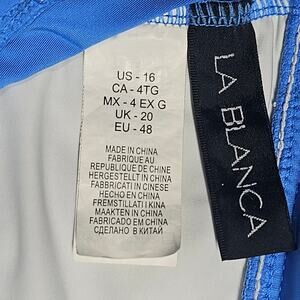 US - 16
CA - 4TG
MX - 4 EX G
UK - 20
EU - 48
MADE IN CHINA
FABRIQUE AU
REPUBLIQUE DE CHINE
HERGESTELLT IN CHINA
FABBRICATI IN CINESE
HECHO EN CHINA
FREMSTILLATI I KINA
MAAKTEN IN CHINA
FABRICADO EM CHINA
СДЕЛАНО В КИТАЙ
LA BLANCA